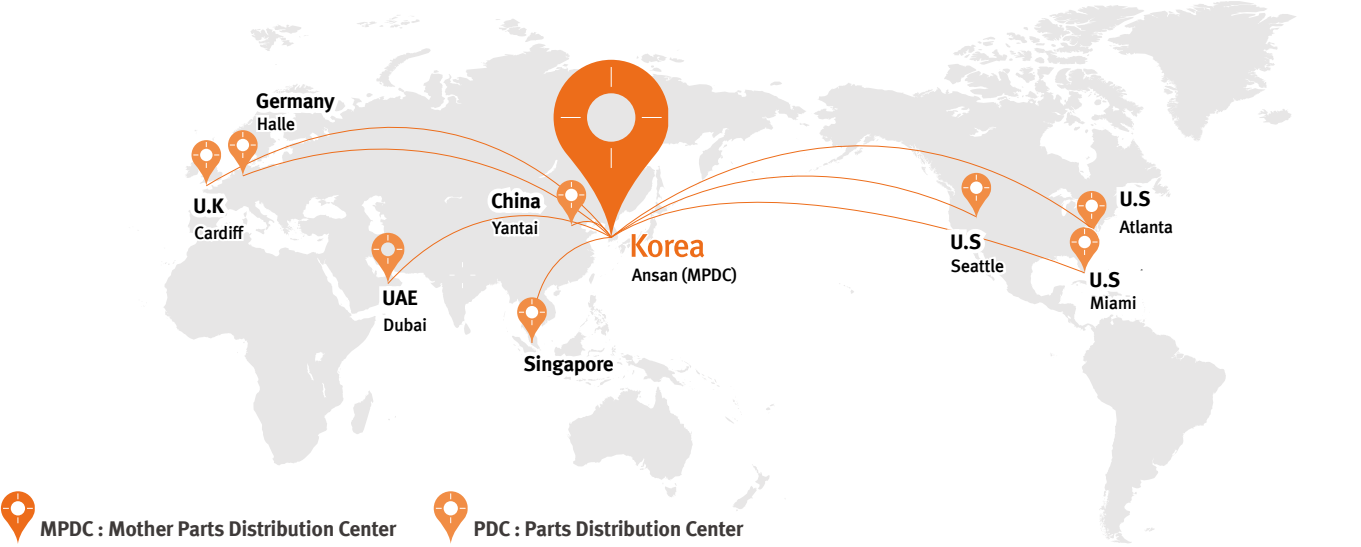 Germany
Halle
U.K
Cardiff
China
Yantai
UAE
Dubai
Singapore
Korea
Ansan (MPDC)
U.S
Seattle
U.S
Atlanta
U.S
Miami
MPDC : Mother Parts Distribution Center
PDC : Parts Distribution Center